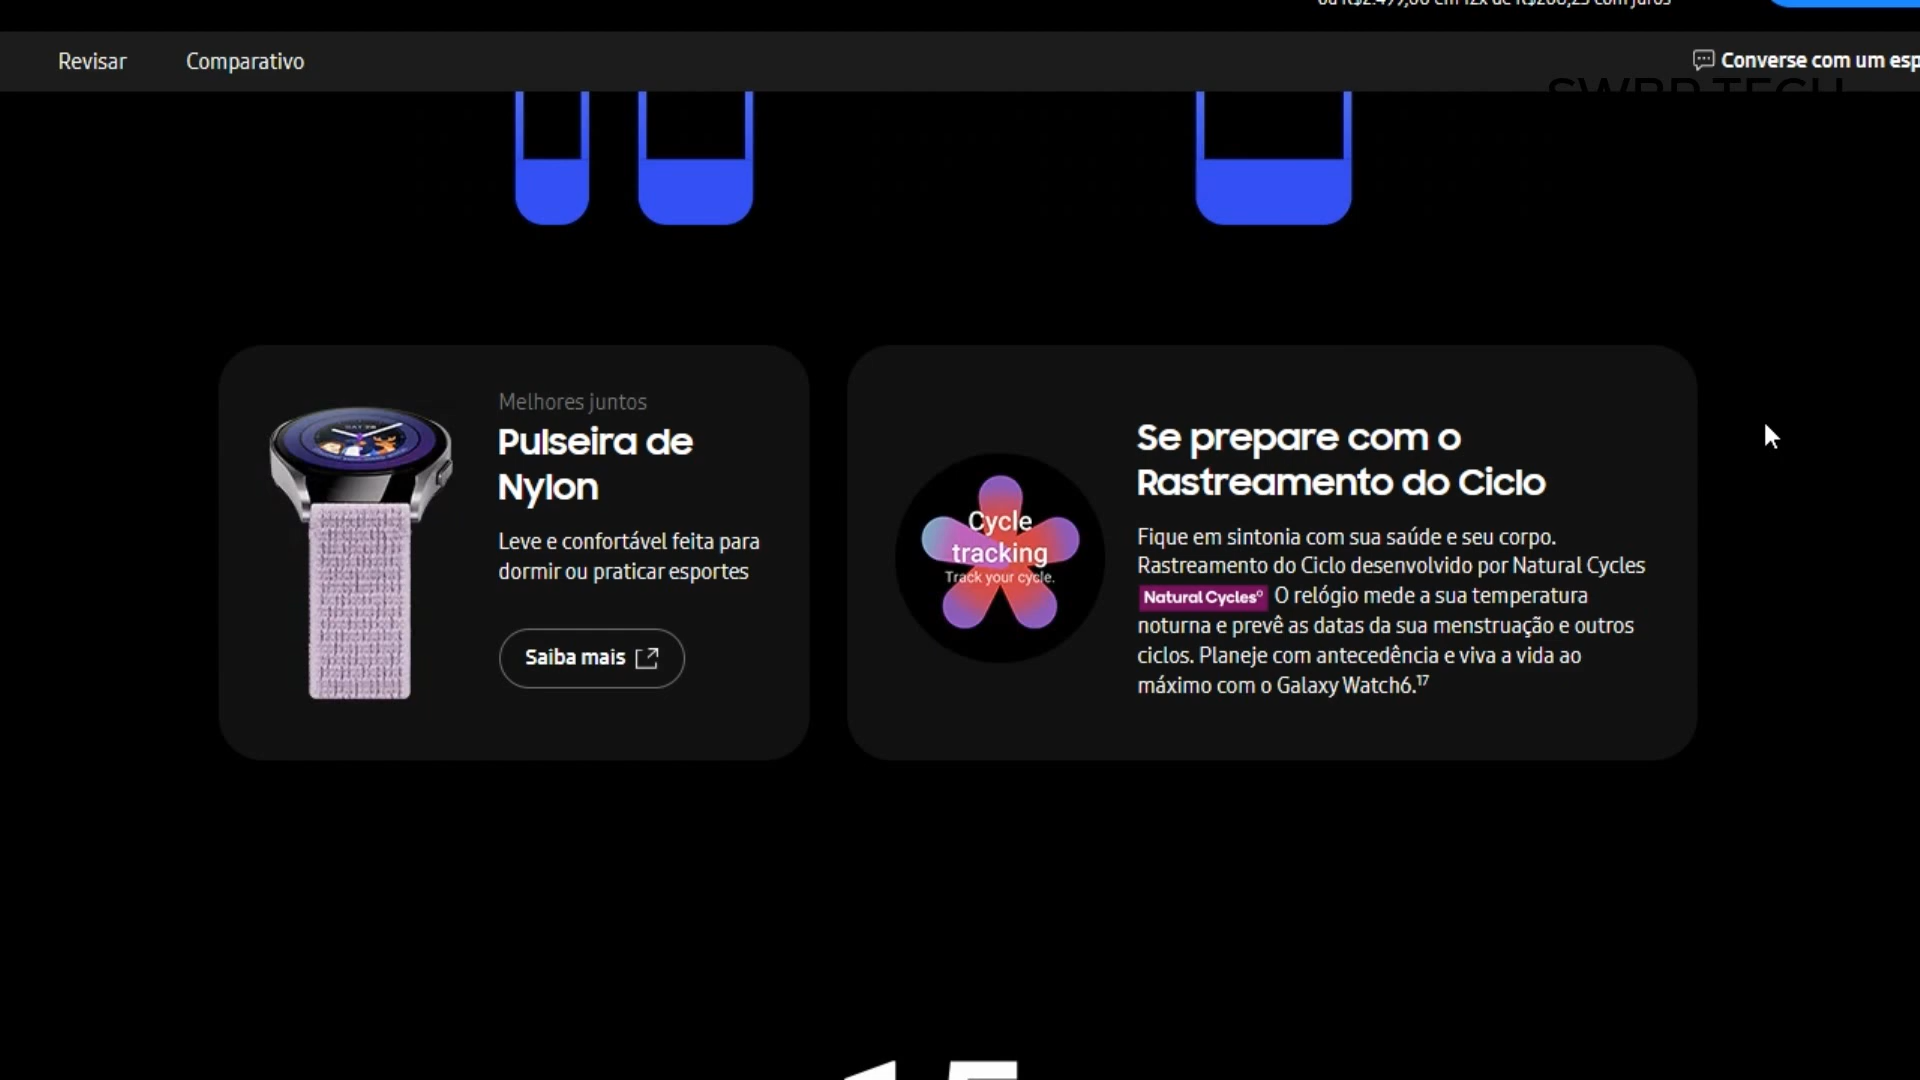 Revisar
Comparativo
Converse com um esp
SWBR TECH
Melhores juntos
Pulseira de
Nylon
Leve e confortável feita para
dormir ou praticar esportes
Saiba mais
Cycle
tracking
Track your cycle.
Se prepare com o
Rastreamento do Ciclo
Fique em sintonia com sua saúde e seu corpo.
Rastreamento do Ciclo desenvolvido por Natural Cycles
Natural Cycles° O relógio mede a sua temperatura
noturna e prevê as datas da sua menstruação e outros
ciclos. Planeje com antecedência e viva a vida ao
máximo com o Galaxy Watch6.¹⁷